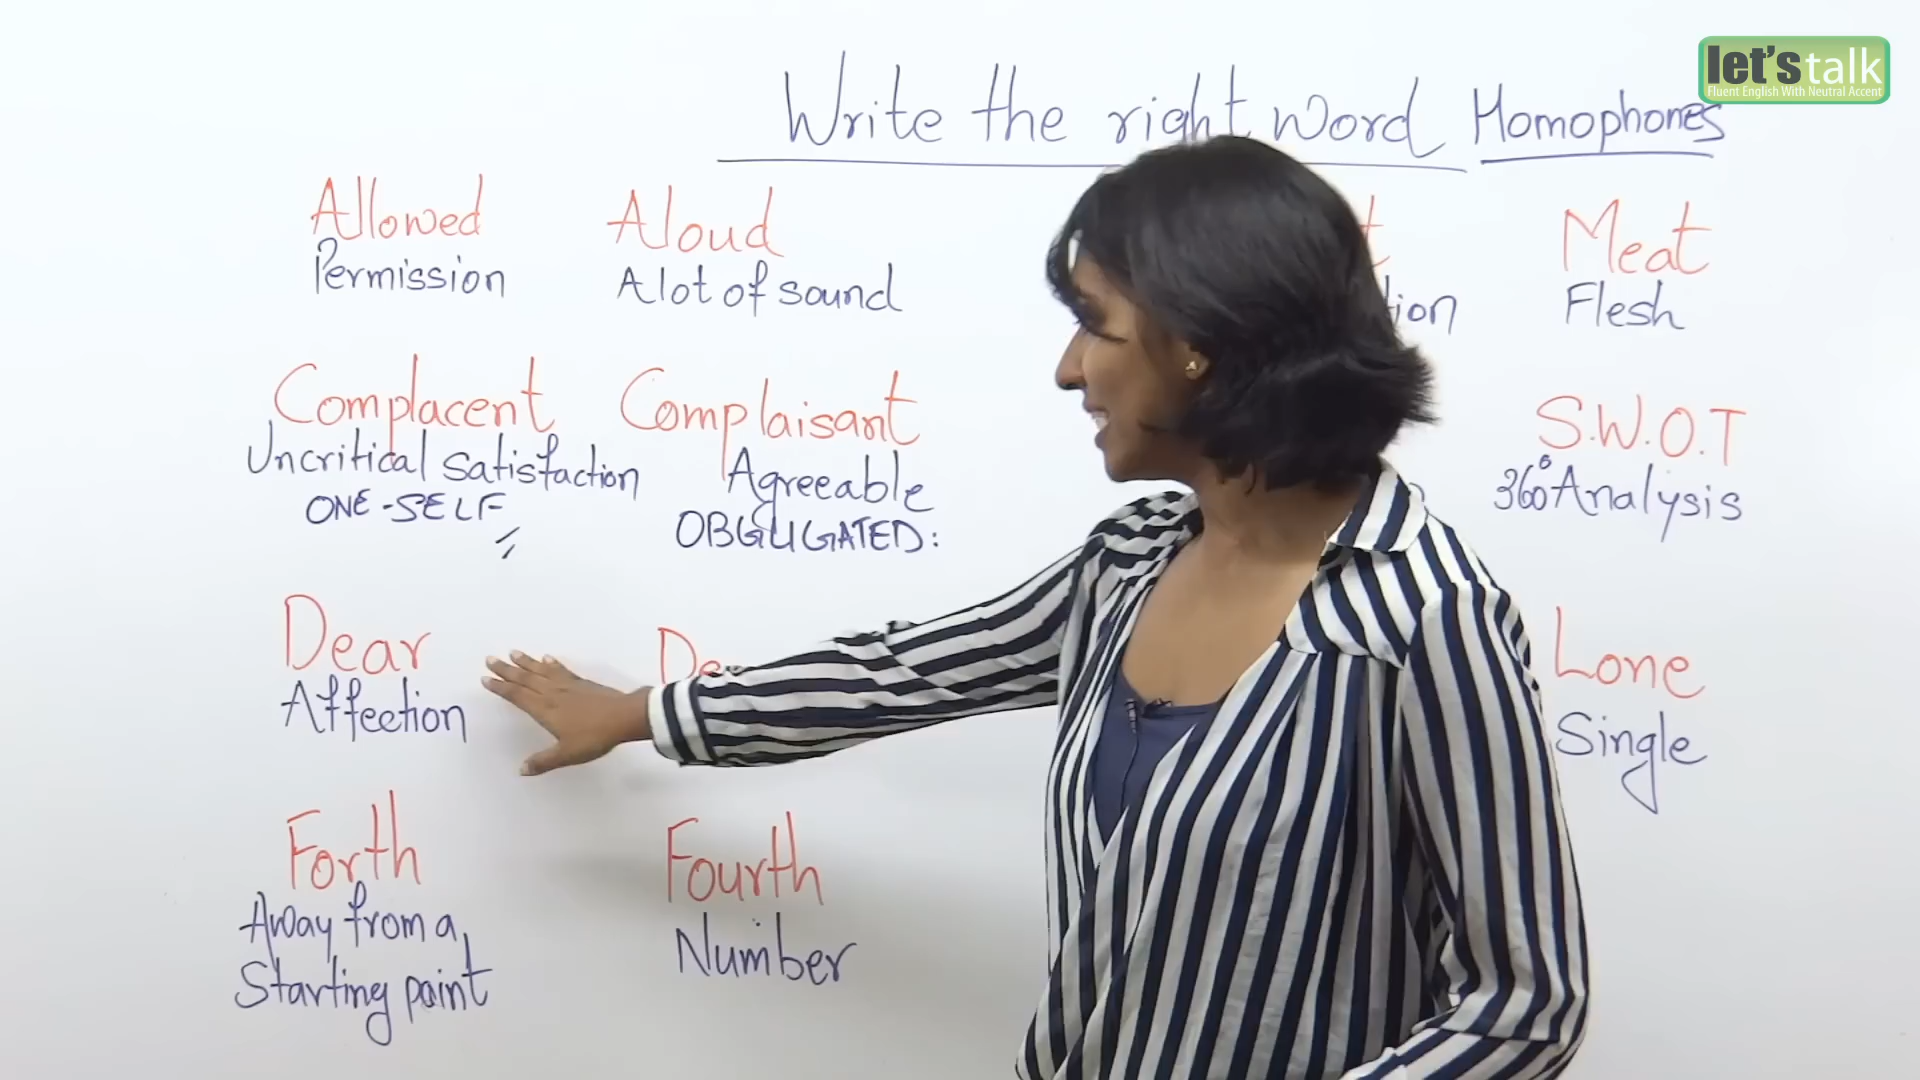 let's talk
Fluent English With Neutral Accent
Write the right word Homophones
Allowed
Permission
Aloud
A lot of sound
Meat
Flesh
Complacent
Uncritical satisfaction
ONE-SELF
Complaisant
Agreeable
OBGLIGATED:
S.W.O.T
360° Analysis
Dear
Affection
Lone
Single
Forth
Away from a
Starting point
Fourth
Number